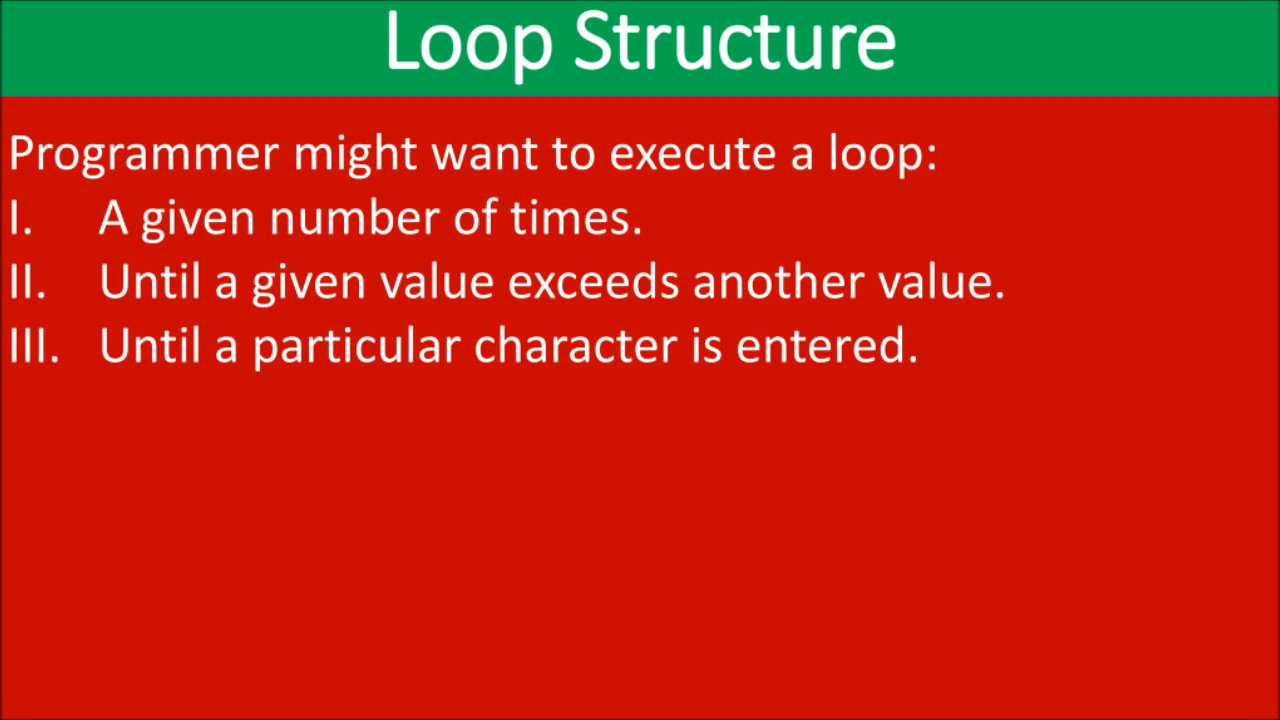 Loop Structure
Programmer might want to execute a loop:
I. A given number of times.
II. Until a given value exceeds another value.
III. Until a particular character is entered.